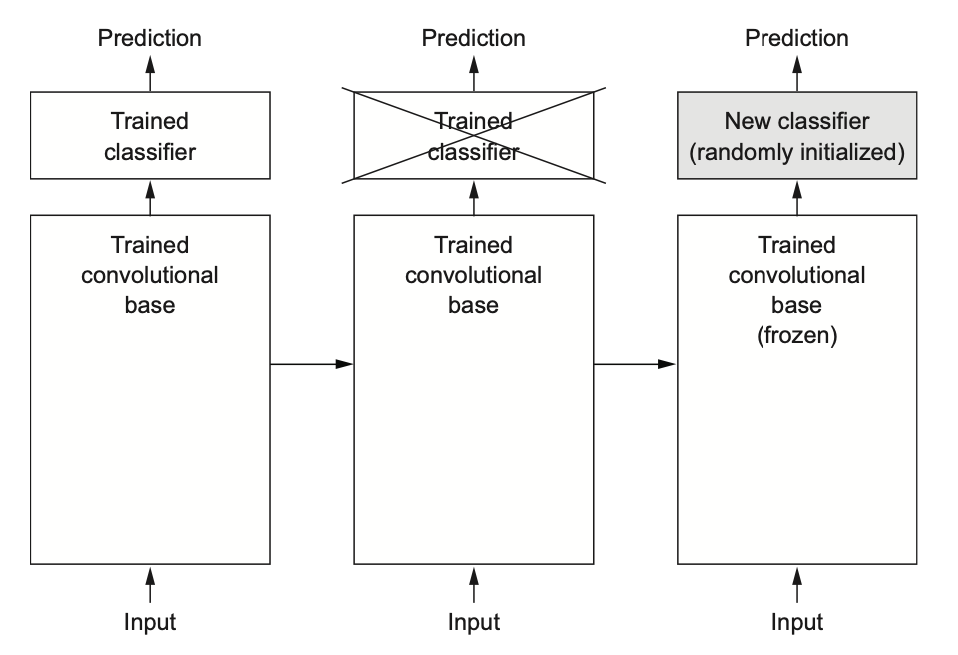 Prediction
Trained
classifier
Trained
convolutional
base
Input
Prediction
Trained
classifier
Trained
convolutional
base
Input
Prediction
New classifier
(randomly initialized)
Trained
convolutional
base
(frozen)
Input